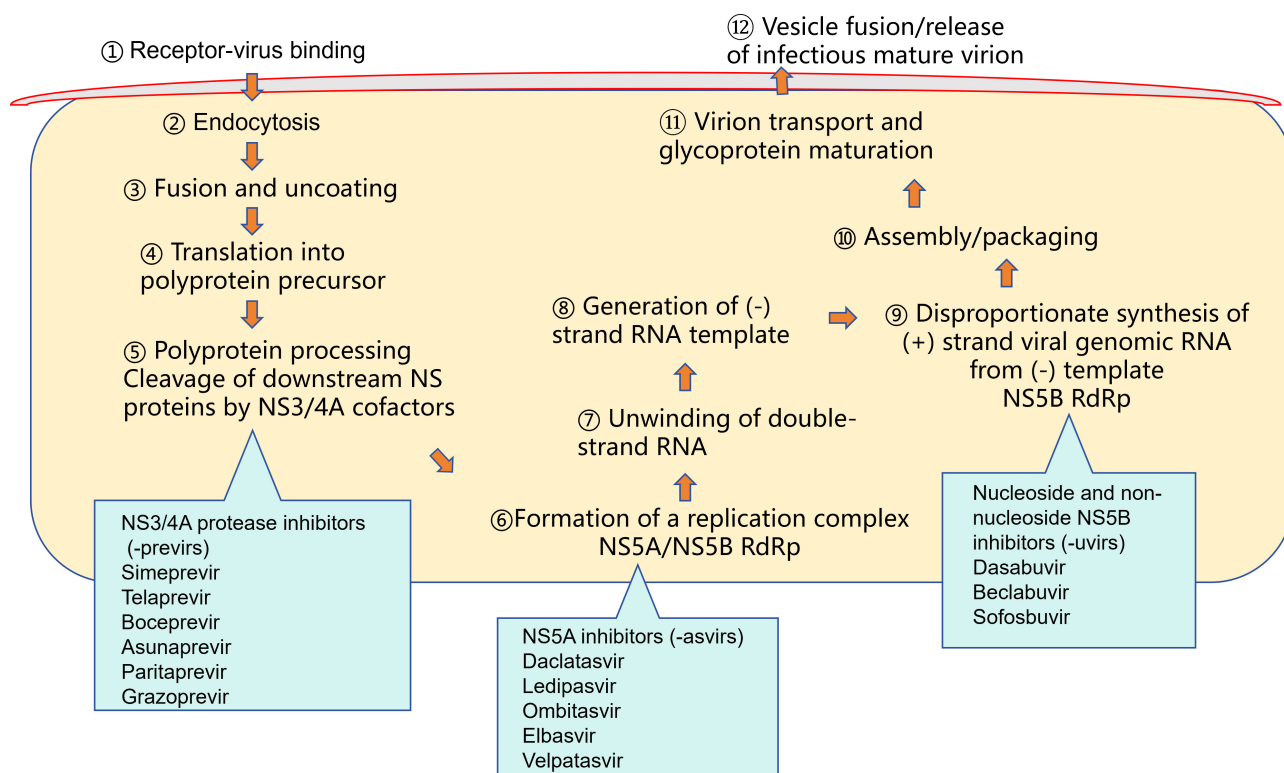 ① Receptor-virus binding
② Endocytosis
③ Fusion and uncoating
④ Translation into
polyprotein precursor
⑤ Polyprotein processing
Cleavage of downstream NS
proteins by NS3/4A cofactors
NS3/4A protease inhibitors
(-previrs)
Simeprevir
Telaprevir
Boceprevir
Asunaprevir
Paritaprevir
Grazoprevir
⑥Formation of a replication complex
NS5A/NS5B RdRp
NS5A inhibitors (-asvirs)
Daclatasvir
Ledipasvir
Ombitasvir
Elbasvir
Velpatasvir
⑦ Unwinding of double-
strand RNA
⑧ Generation of (-)
strand RNA template
⑨ Disproportionate synthesis of
(+) strand viral genomic RNA
from (-) template
NS5B RdRp
Nucleoside and non-
nucleoside NS5B
inhibitors (-uvirs)
Dasabuvir
Beclabuvir
Sofosbuvir
⑩ Assembly/packaging
⑪ Virion transport and
glycoprotein maturation
⑫ Vesicle fusion/release
of infectious mature virion